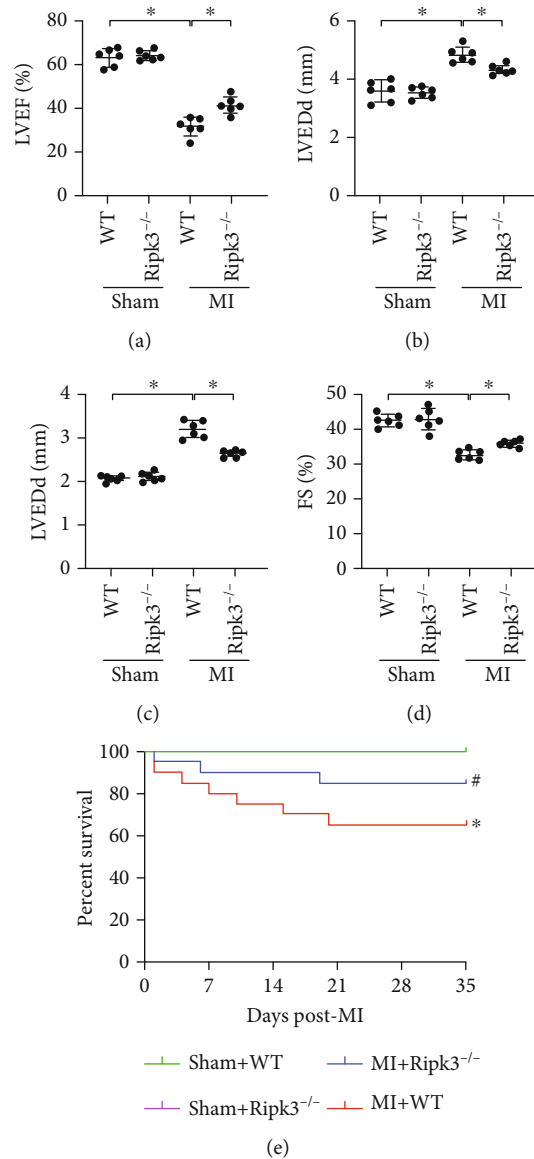 * *
80
60
40
20
0
LVEF (%)
WT
Ripk3−/−
WT
Ripk3−/−
Sham MI
(a)
* *
6
4
2
0
LVEDd (mm)
WT
Ripk3−/−
WT
Ripk3−/−
Sham MI
(b)
* *
4
3
2
1
0
LVEDd (mm)
WT
Ripk3−/−
WT
Ripk3−/−
Sham MI
(c)
* *
50
40
30
20
10
0
FS (%)
WT
Ripk3−/−
WT
Ripk3−/−
Sham MI
(d)
100
80
60
40
20
0
Percent survival
#
*
0 7 14 21 28 35
Days post-MI
Sham+WT MI+Ripk3−/−
Sham+Ripk3−/− MI+WT
(e)